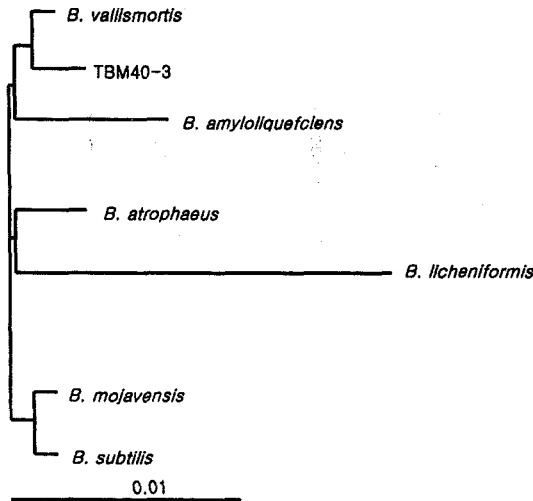 B. vallismortis
TBM40-3
B. amyloliquefciens
B. atrophaeus
B. licheniformis
B. mojavensis
B. subtilis
0.01